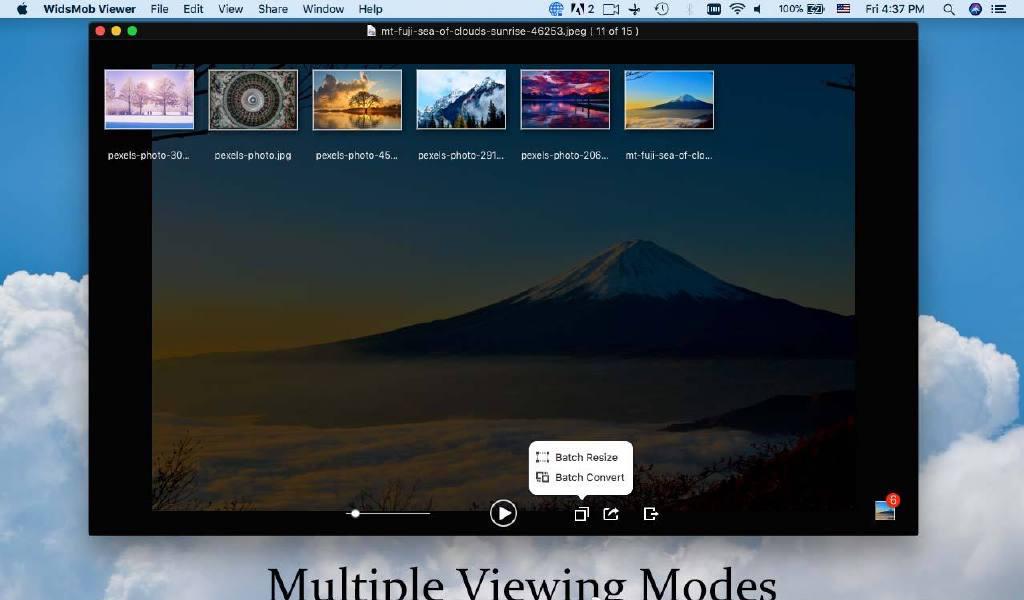 WidsMob Viewer File Edit View Share Window Help 2 100% Fri 4:37 PM
mt-fuji-sea-of-clouds-sunrise-46253.jpeg ( 11 of 15 )
pexels-photo-30... pexels-photo.jpg pexels-photo-45... pexels-photo-291... pexels-photo-206... mt-fuji-sea-of-clo...
Batch Resize
Batch Convert
6
Multiple Viewing Modes